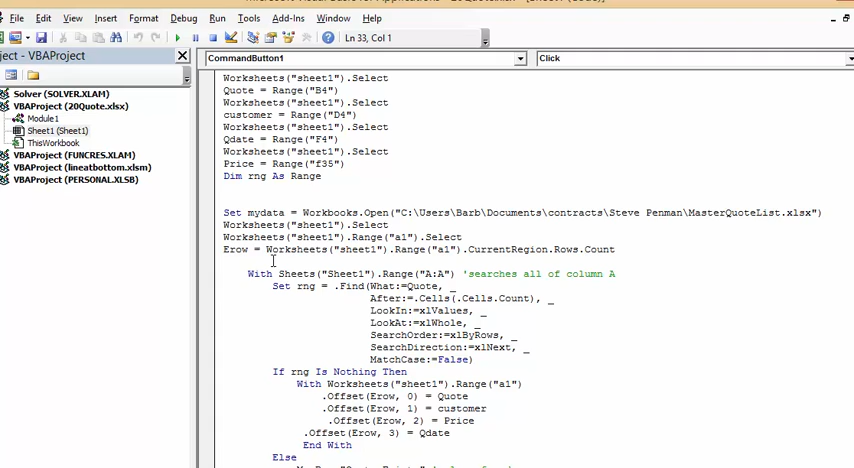 File Edit View Insert Format Debug Run Tools Add-Ins Window Help
Ln 33, Col 1
ject - VBAProject
CommandButton1
Click
Solver (SOLVER.XLAM)
VBAProject (20Quote.xlsx)
Module1
Sheet1 (Sheet1)
ThisWorkbook
VBAProject (FUNCRES.XLAM)
VBAProject (lineatbottom.xlsm)
VBAProject (PERSONAL.XLSB)
Worksheets("sheet1").Select
Quote = Range("B4")
Worksheets("sheet1").Select
customer = Range("D4")
Worksheets("sheet1").Select
Qdate = Range("F4")
Worksheets("sheet1").Select
Price = Range("f35")
Dim rng As Range
Set mydata = Workbooks.Open("C:\Users\Barb\Documents\contracts\Steve Penman\MasterQuoteList.xlsx")
Worksheets("sheet1").Select
Worksheets("sheet1").Range("a1").Select
Erow = Worksheets("sheet1").Range("a1").CurrentRegion.Rows.Count
With Sheets("Sheet1").Range("A:A") 'searches all of column A
Set rng = .Find(What:=Quote, _
After:=.Cells(.Cells.Count), _
LookIn:=xlValues, _
LookAt:=xlWhole, _
SearchOrder:=xlByRows, _
SearchDirection:=xlNext, _
MatchCase:=False)
If rng Is Nothing Then
With Worksheets("sheet1").Range("a1")
.Offset(Erow, 0) = Quote
.Offset(Erow, 1) = customer
.Offset(Erow, 2) = Price
.Offset(Erow, 3) = Qdate
End With
Else